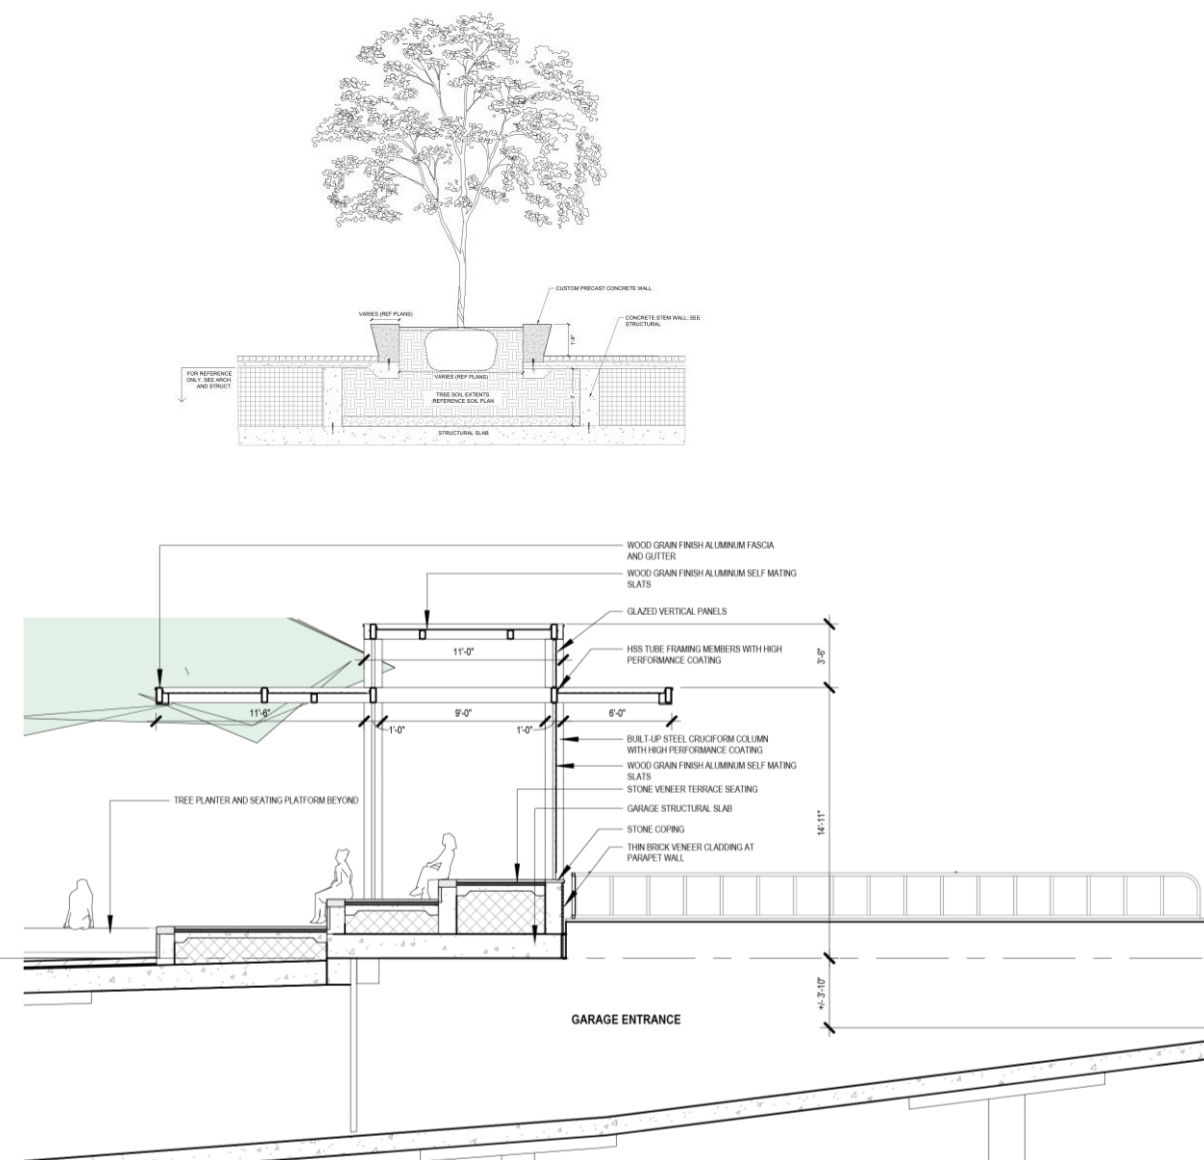 CUSTOM PRECAST CONCRETE WALL
VARIES (REF PLANS)
CONCRETE STEM WALL; SEE
STRUCTURAL
1'-6"
FOR REFERENCE
ONLY, SEE ARCH.
AND STRUCT.
VARIES (REF PLANS)
TREE SOIL EXTENTS
REFERENCE SOIL PLAN
3'
STRUCTURAL SLAB
WOOD GRAIN FINISH ALUMINUM FASCIA
AND GUTTER
WOOD GRAIN FINISH ALUMINUM SELF MATING
SLATS
GLAZED VERTICAL PANELS
11'-0"
HSS TUBE FRAMING MEMBERS WITH HIGH
PERFORMANCE COATING
3'-6"
11'-6"
1'-0"
9'-0"
1'-0"
6'-0"
BUILT-UP STEEL CRUCIFORM COLUMN
WITH HIGH PERFORMANCE COATING
WOOD GRAIN FINISH ALUMINUM SELF MATING
SLATS
STONE VENEER TERRACE SEATING
TREE PLANTER AND SEATING PLATFORM BEYOND
GARAGE STRUCTURAL SLAB
14'-11"
STONE COPING
THIN BRICK VENEER CLADDING AT
PARAPET WALL
+/- 3'-10"
GARAGE ENTRANCE